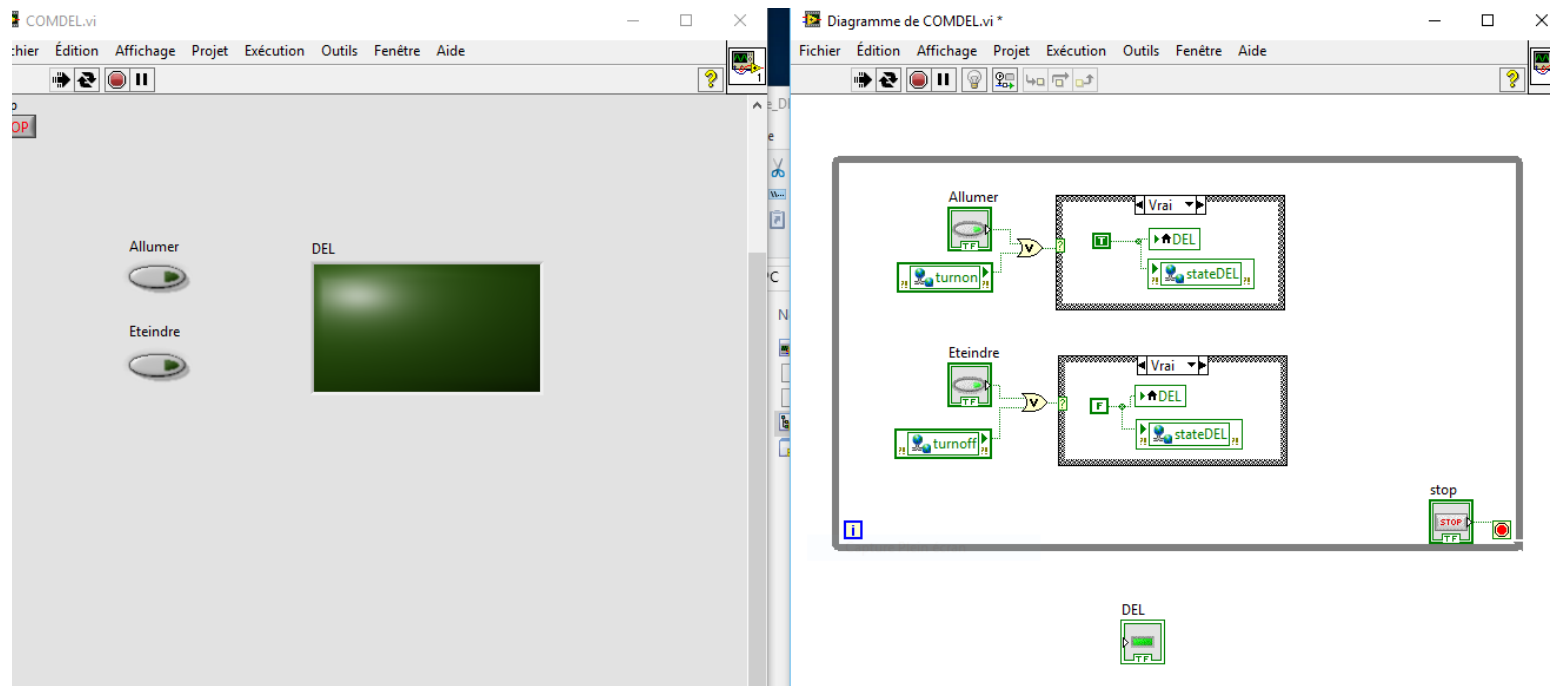 COMDEL.vi
chier Édition Affichage Projet Exécution Outils Fenêtre Aide
1
OP
Allumer
DEL
Eteindre
Diagramme de COMDEL.vi *
Fichier Édition Affichage Projet Exécution Outils Fenêtre Aide
Allumer
TF
turnon
V
?
Vrai
T
DEL
stateDEL
Eteindre
TF
turnoff
V
?
Vrai
F
DEL
stateDEL
stop
STOP
TF
i
DEL
TF